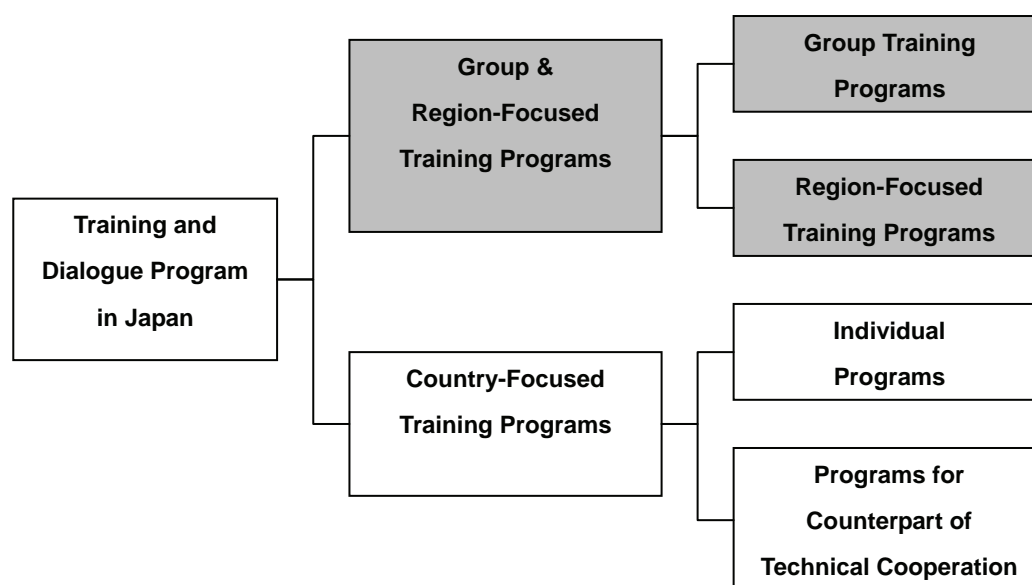 Training and
Dialogue Program
in Japan
Group &
Region-Focused
Training Programs
Group Training
Programs
Region-Focused
Training Programs
Country-Focused
Training Programs
Individual
Programs
Programs for
Counterpart of
Technical Cooperation